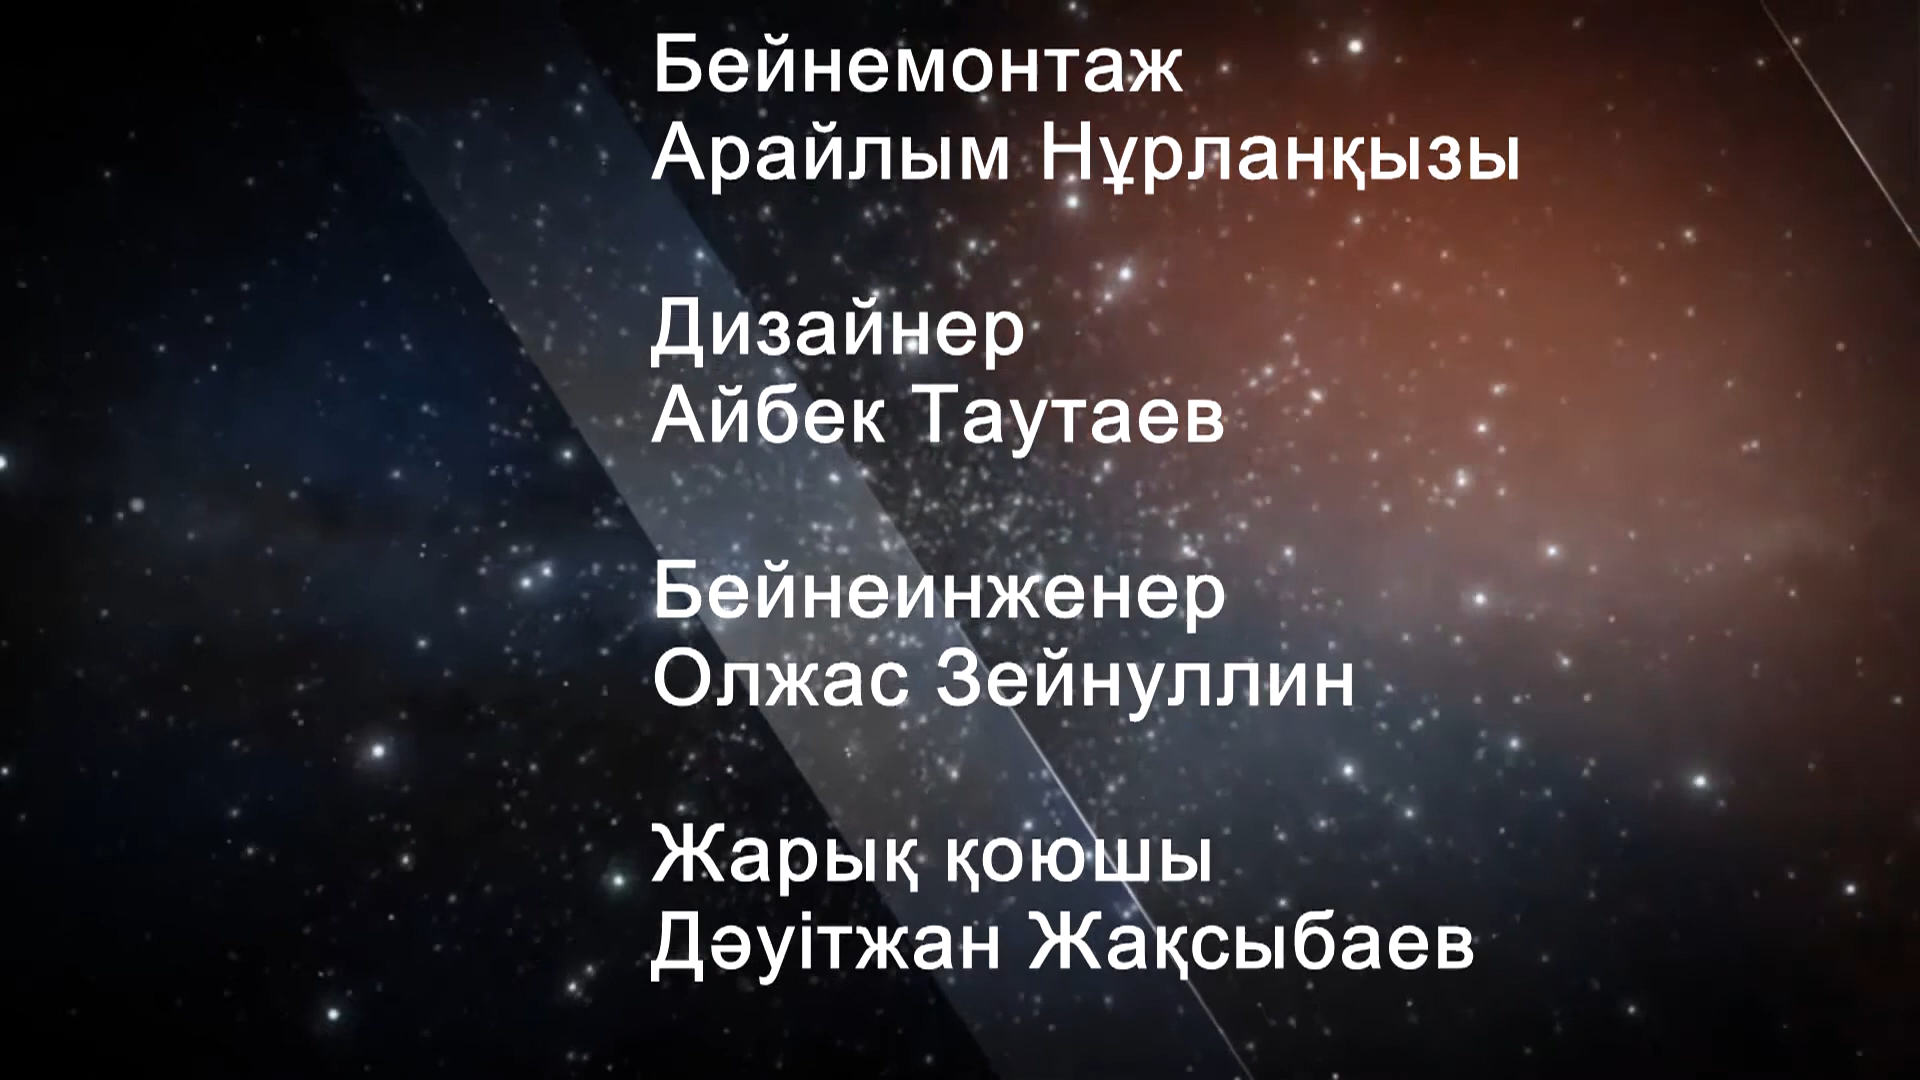 Бейнемонтаж
Арайлым Нұрланқызы
Дизайнер
Айбек Таутаев
Бейнеинженер
Олжас Зейнуллин
Жарық қоюшы
Дәуітжан Жақсыбаев